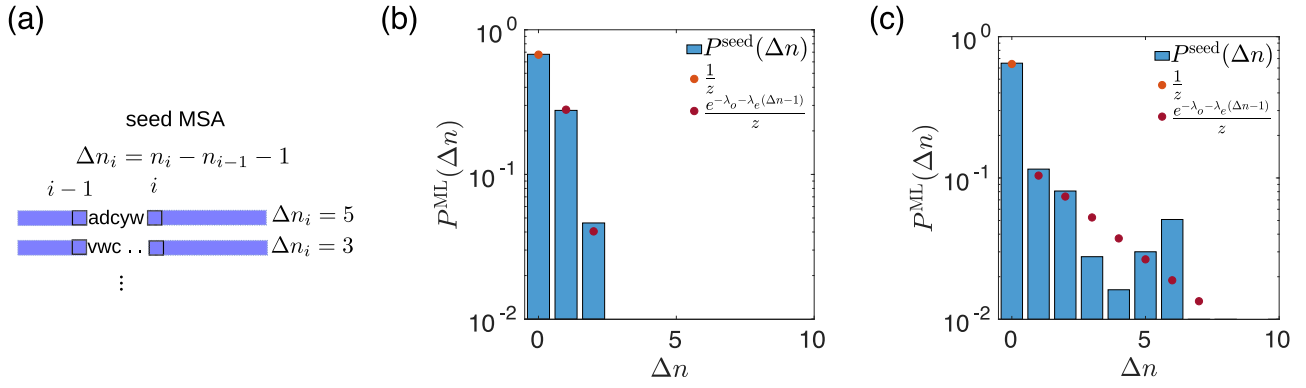 (a)
seed MSA
Δn_i = n_i − n_{i−1} − 1
i − 1
i
adcyw
Δn_i = 5
vwc . .
Δn_i = 3
⋮
(b)
P^ML(Δn)
10^0
10^-1
10^-2
P^seed(Δn)
1/z
e^{−λ_o−λ_e(Δn−1)}/z
0
5
10
Δn
(c)
P^ML(Δn)
10^0
10^-1
10^-2
P^seed(Δn)
1/z
e^{−λ_o−λ_e(Δn−1)}/z
0
5
10
Δn